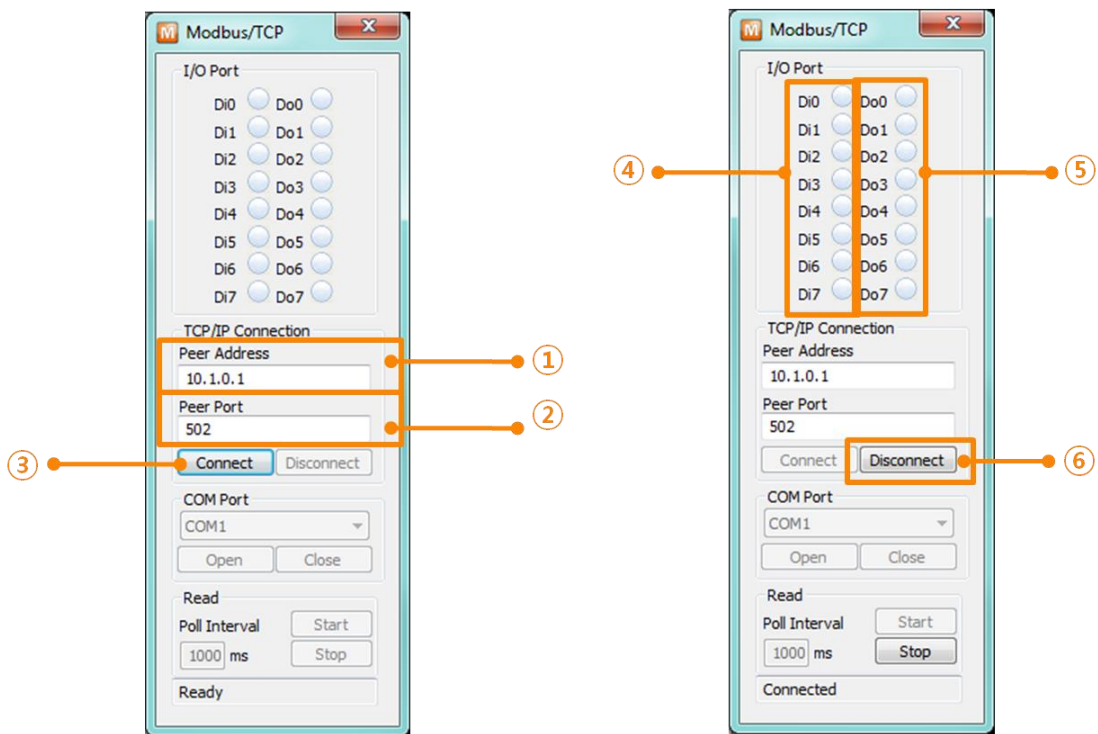 Modbus/TCP
I/O Port
Di0 Do0
Di1 Do1
Di2 Do2
Di3 Do3
Di4 Do4
Di5 Do5
Di6 Do6
Di7 Do7
TCP/IP Connection
Peer Address
10.1.0.1
①
Peer Port
502
②
③
Connect Disconnect
COM Port
COM1
Open Close
Read
Poll Interval Start
1000 ms Stop
Ready
Modbus/TCP
I/O Port
Di0 Do0
Di1 Do1
Di2 Do2
④
⑤
Di3 Do3
Di4 Do4
Di5 Do5
Di6 Do6
Di7 Do7
TCP/IP Connection
Peer Address
10.1.0.1
Peer Port
502
Connect Disconnect
⑥
COM Port
COM1
Open Close
Read
Poll Interval Start
1000 ms Stop
Connected